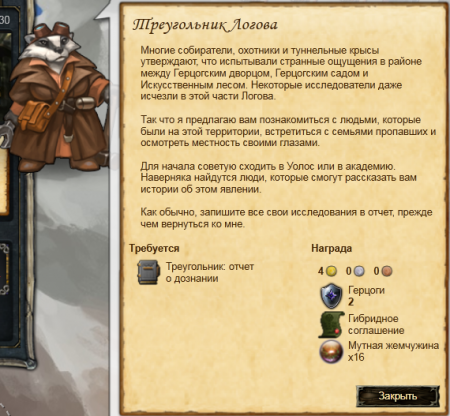 30
Треугольник Логова
Многие собиратели, охотники и туннельные крысы
утверждают, что испытывали странные ощущения в районе
между Герцогским дворцом, Герцогским садом и
Искусственным лесом. Некоторые исследователи даже
исчезли в этой части Логова.
Так что я предлагаю вам познакомиться с людьми, которые
были на этой территории, встретиться с семьями пропавших и
осмотреть местность своими глазами.
Для начала советую сходить в Уолос или в академию.
Наверняка найдутся люди, которые смогут рассказать вам
истории об этом явлении.
Как обычно, запишите все свои исследования в отчет, прежде
чем вернуться ко мне.
Требуется
Треугольник: отчет
о дознании
Награда
4 0 0
Герцоги
2
Гибридное
соглашение
Мутная жемчужина
x16
Закрыть